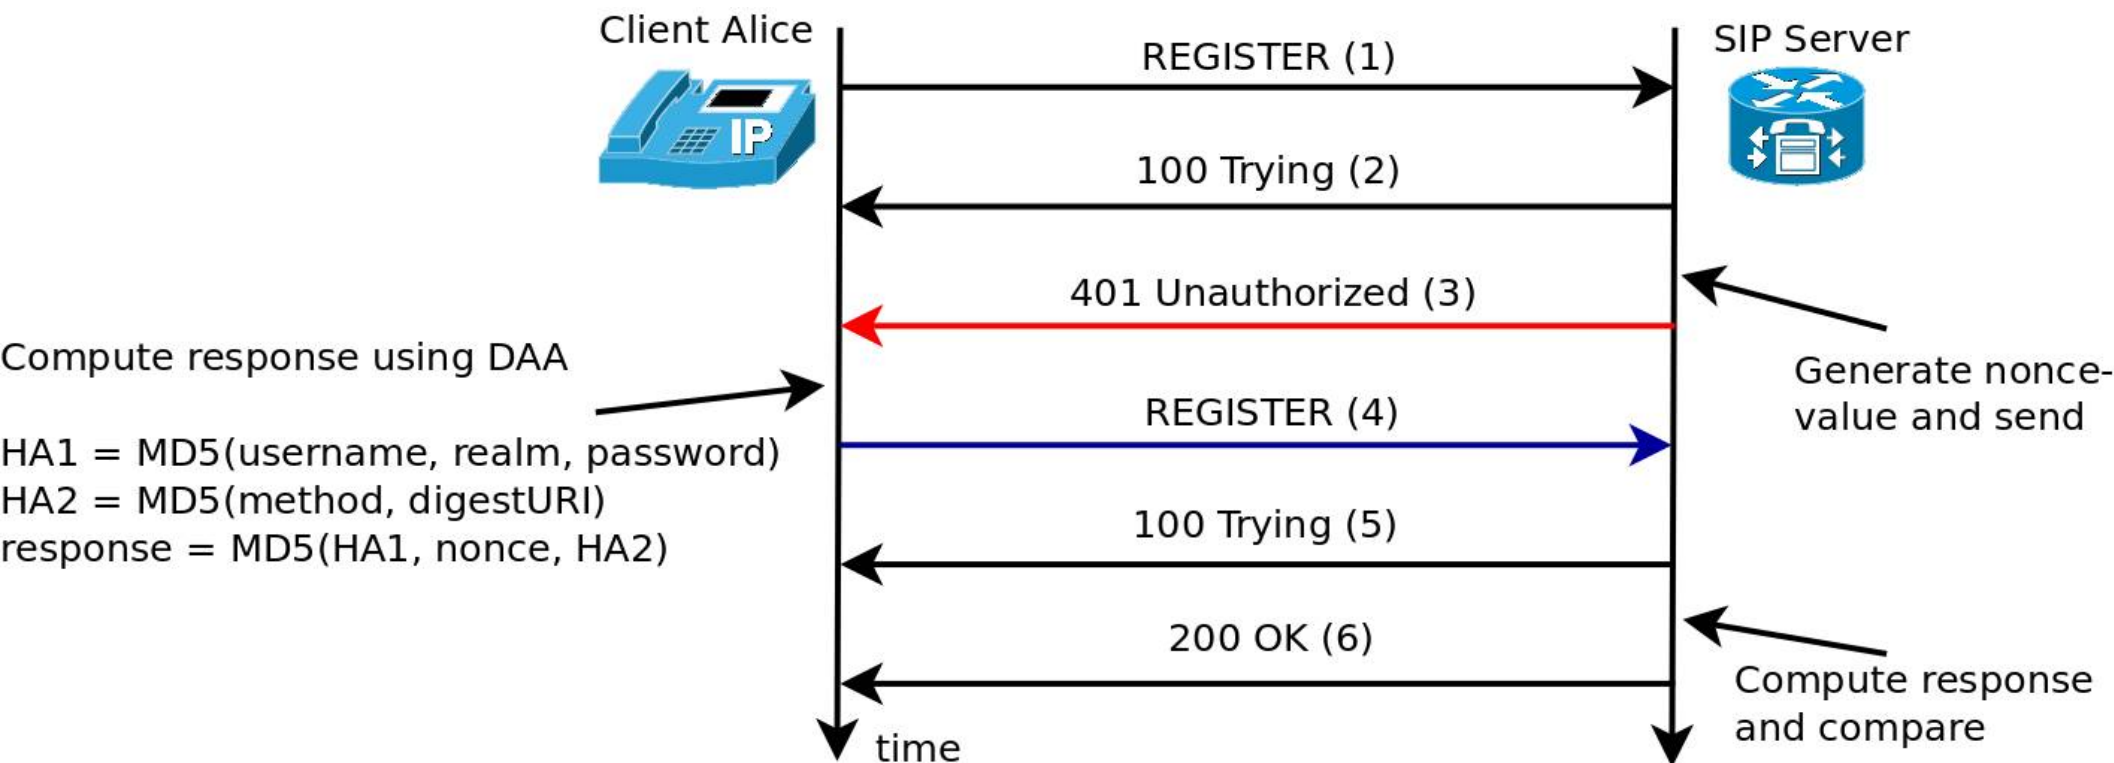 Client Alice
SIP Server
REGISTER (1)
IP
100 Trying (2)
401 Unauthorized (3)
Generate nonce-
value and send
Compute response using DAA
REGISTER (4)
HA1 = MD5(username, realm, password)
HA2 = MD5(method, digestURI)
response = MD5(HA1, nonce, HA2)
100 Trying (5)
200 OK (6)
Compute response
and compare
time